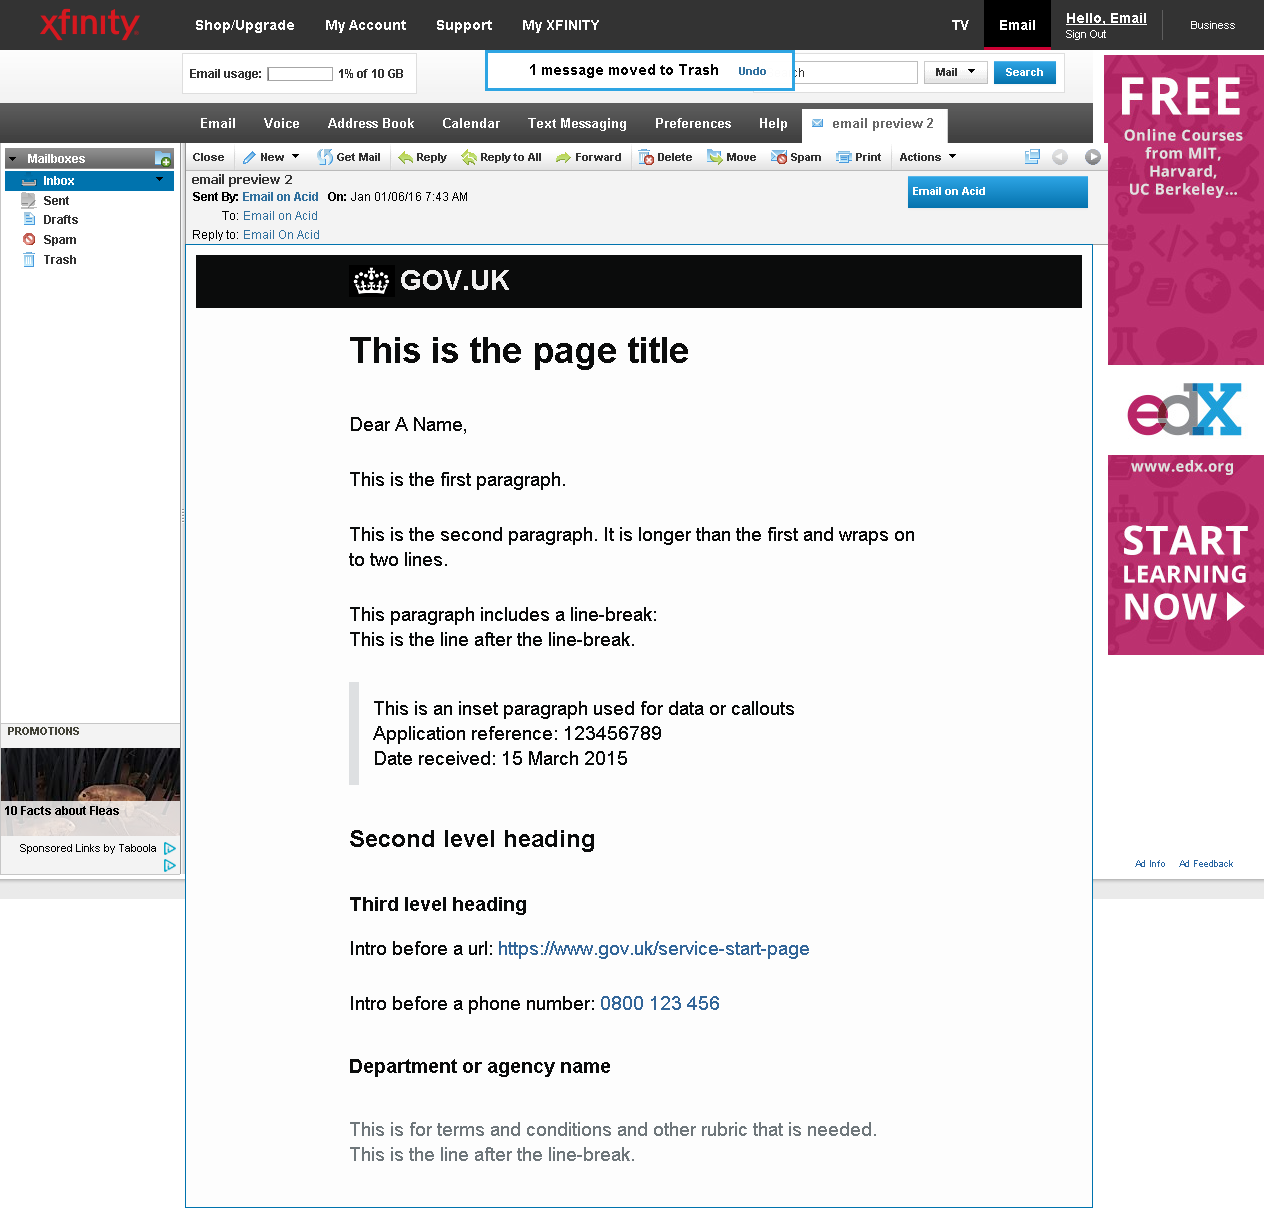 xfinity
Shop/Upgrade My Account Support My XFINITY TV Email Hello, Email Business
Sign Out
Email usage: 1% of 10 GB
1 message moved to Trash Undo
Mail Search
Email Voice Address Book Calendar Text Messaging Preferences Help email preview 2
Mailboxes
Inbox
Sent
Drafts
Spam
Trash
Close New Get Mail Reply Reply to All Forward Delete Move Spam Print Actions
email preview 2
Sent By: Email on Acid On: Jan 01/06/16 7:43 AM
To: Email on Acid
Reply to: Email On Acid
Email on Acid
GOV.UK
This is the page title
Dear A Name,
This is the first paragraph.
This is the second paragraph. It is longer than the first and wraps on
to two lines.
This paragraph includes a line-break:
This is the line after the line-break.
This is an inset paragraph used for data or callouts
Application reference: 123456789
Date received: 15 March 2015
Second level heading
Third level heading
Intro before a url: https://www.gov.uk/service-start-page
Intro before a phone number: 0800 123 456
Department or agency name
This is for terms and conditions and other rubric that is needed.
This is the line after the line-break.
PROMOTIONS
10 Facts about Fleas
Sponsored Links by Taboola
FREE
Online Courses
from MIT,
Harvard,
UC Berkeley...
edX
www.edx.org
START
LEARNING
NOW
Ad Info Ad Feedback